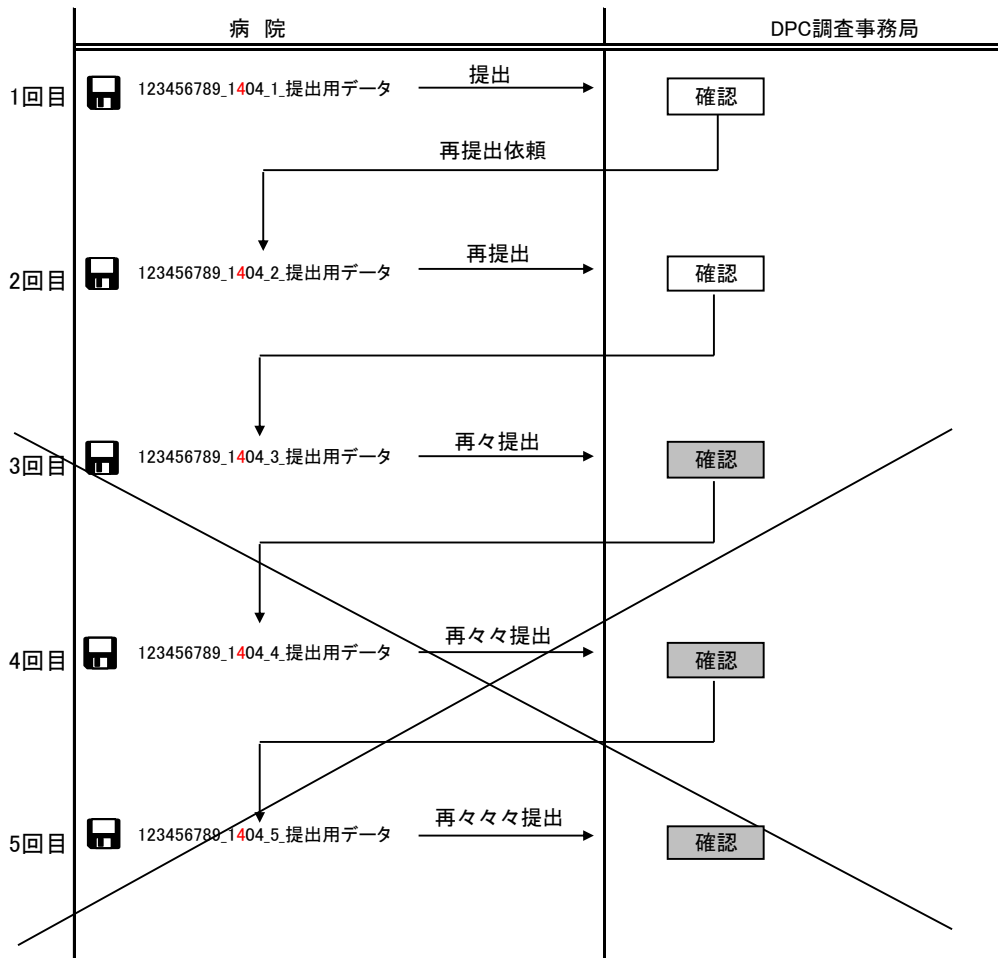 病 院
DPC調査事務局
1回目
123456789_1404_1_提出用データ
提出
確認
再提出依頼
2回目
123456789_1404_2_提出用データ
再提出
確認
3回目
123456789_1404_3_提出用データ
再々提出
確認
4回目
123456789_1404_4_提出用データ
再々々提出
確認
5回目
123456789_1404_5_提出用データ
再々々々提出
確認